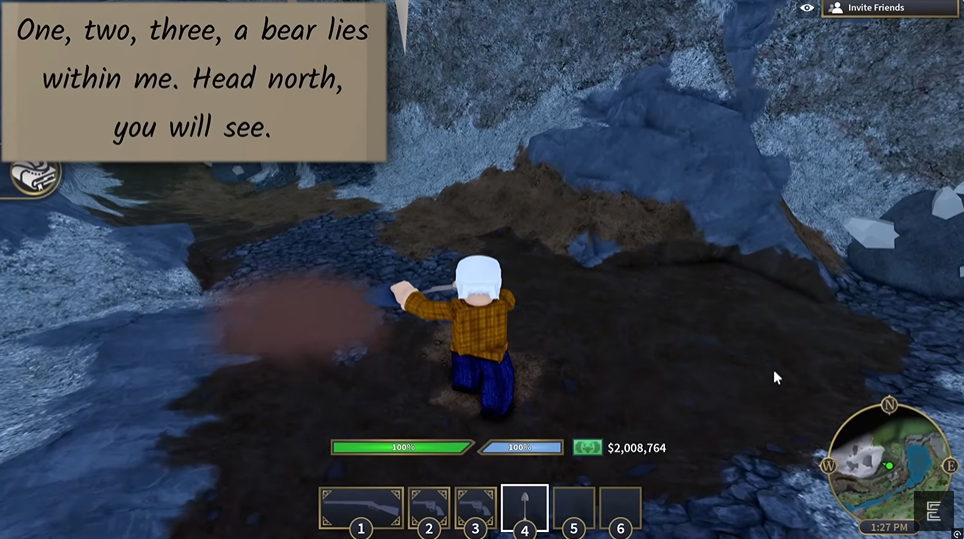 One, two, three, a bear lies
within me. Head north,
you will see.
Invite Friends
100%
100%
$2,008,764
1
2
3
4
5
6
N
W
E
E
1:27 PM